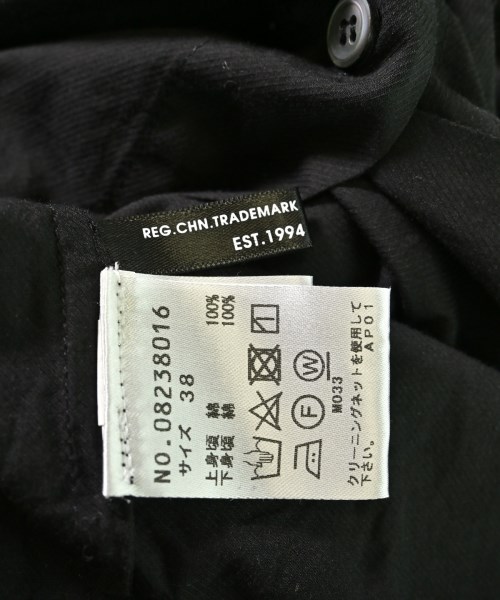 REG.CHN.TRADEMARK
EST.1994
NO.08238016
サイズ 38
上身頃 綿 100%
下身頃 綿 100%
F W
M033
クリーニングネットを使用して
下さい。 AP01